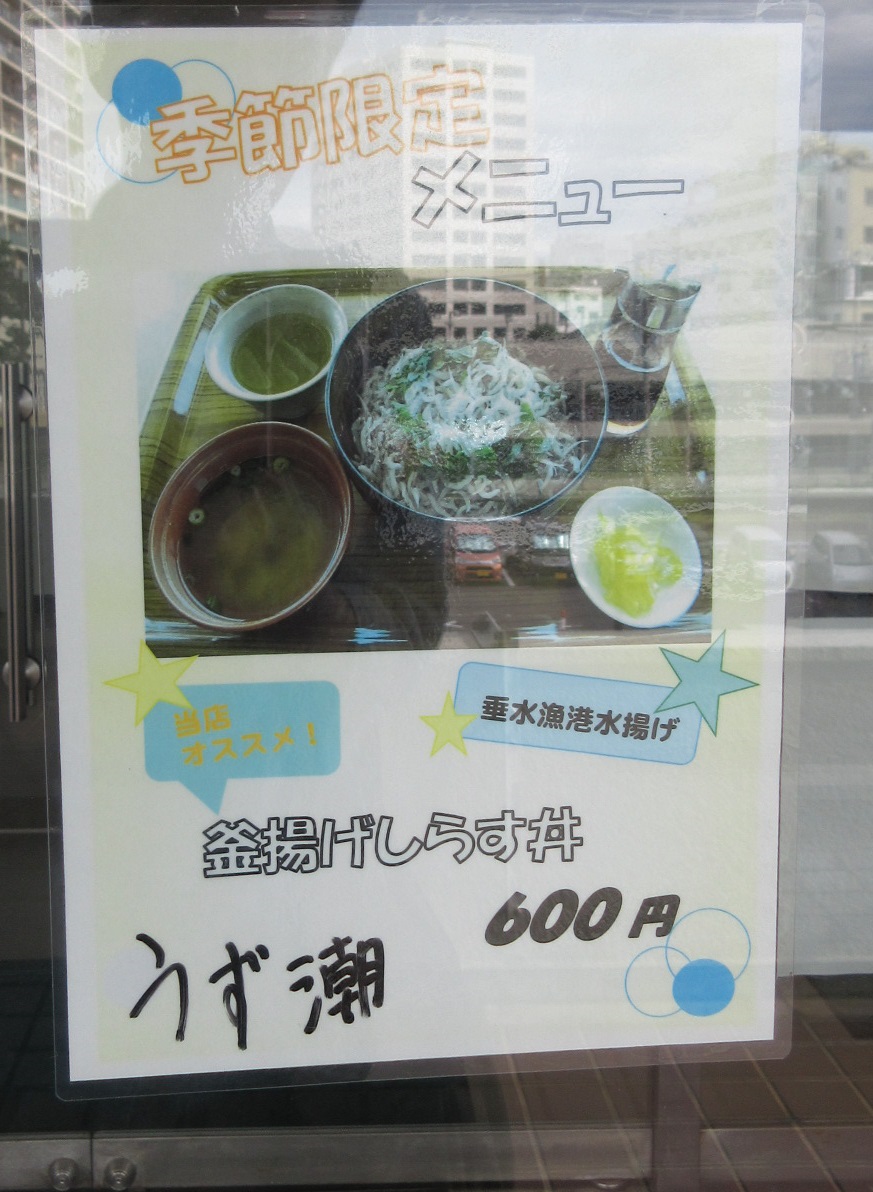 季節限定
メニュー
当店
オススメ！
垂水漁港水揚げ
釜揚げしらす丼
600円
うず潮